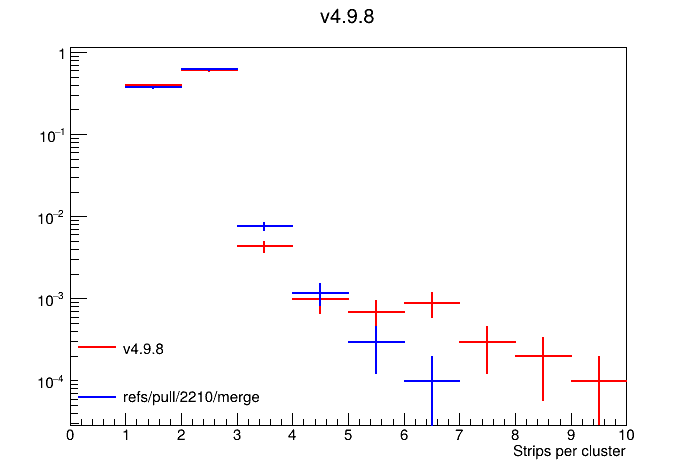 v4.9.8
1
10⁻¹
10⁻²
10⁻³
10⁻⁴
v4.9.8
refs/pull/2210/merge
0 1 2 3 4 5 6 7 8 9 10
Strips per cluster